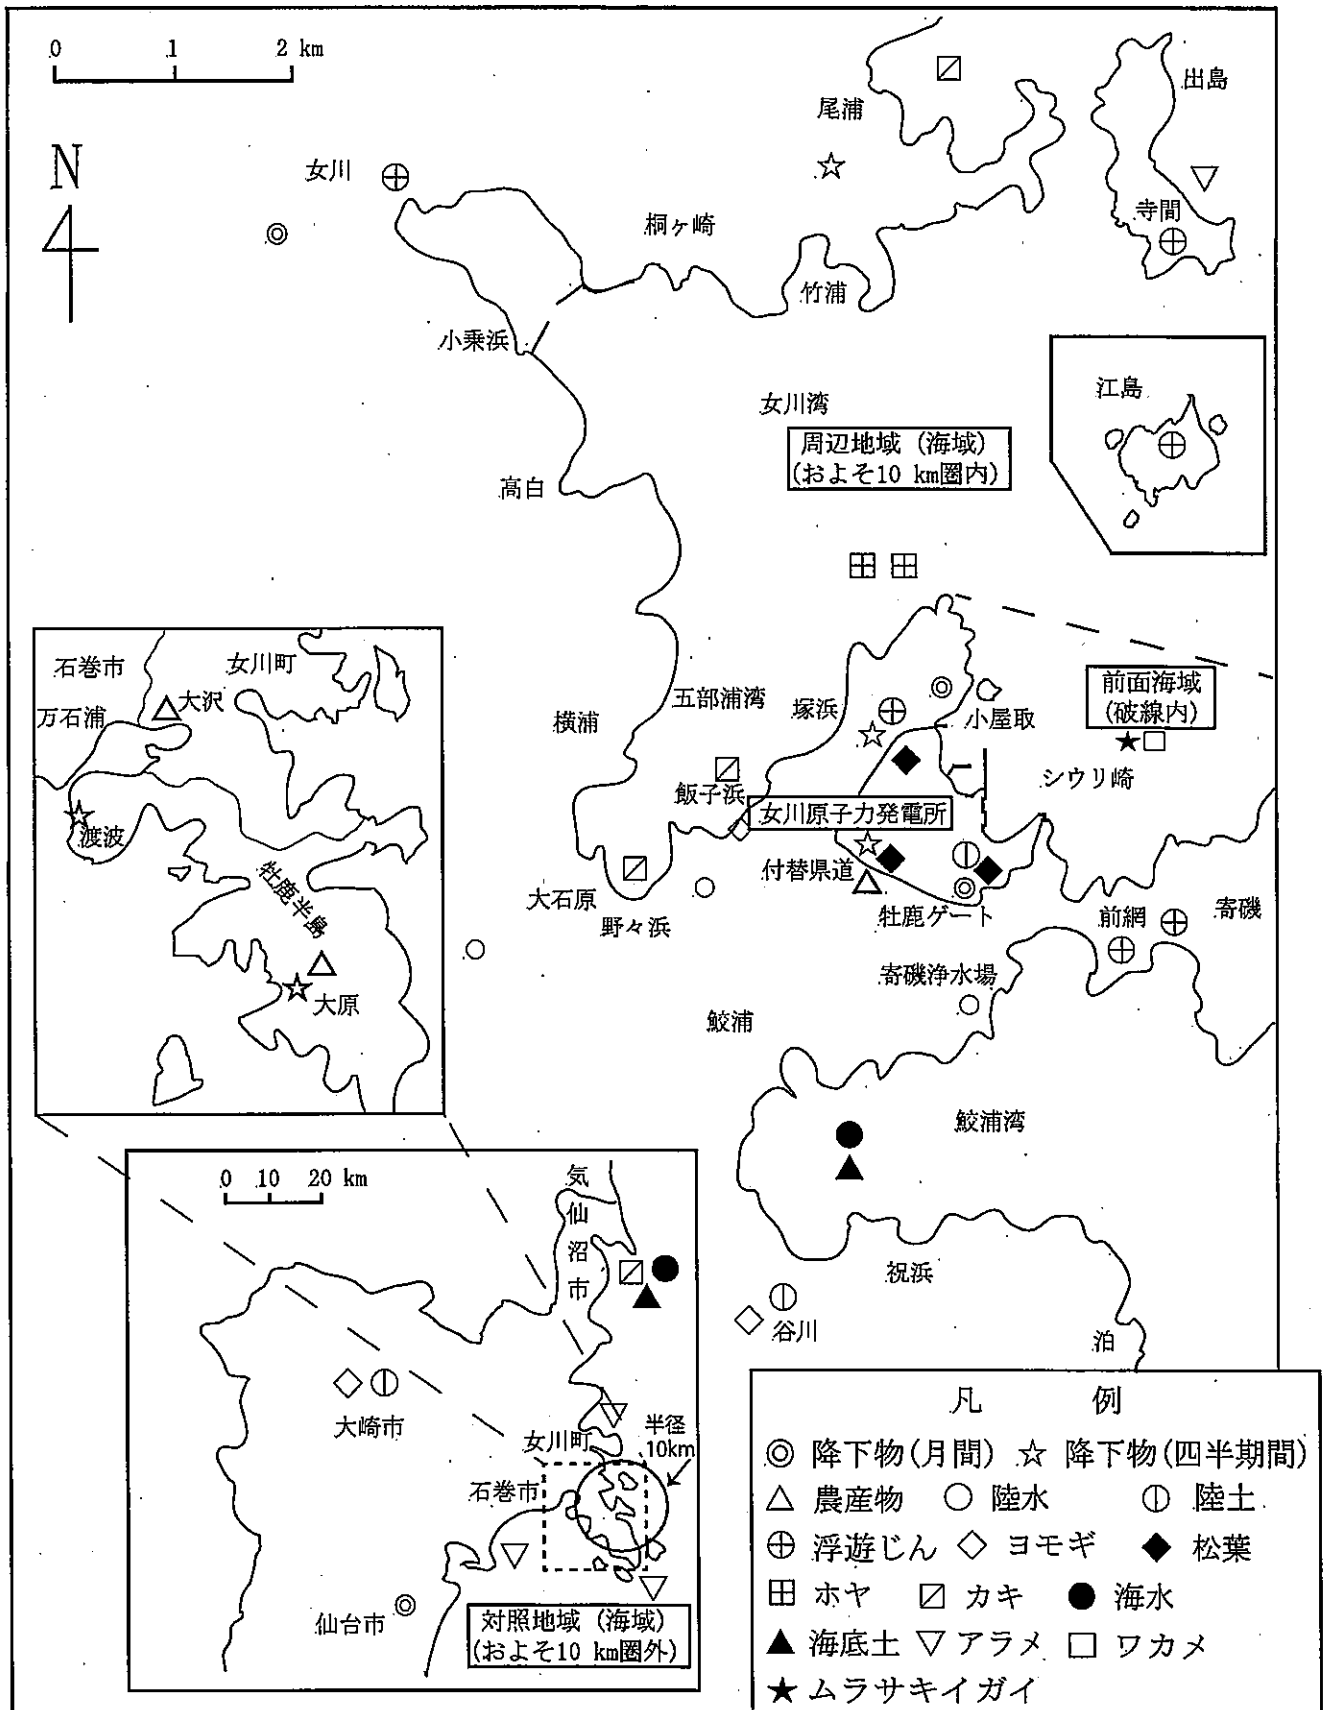 0 1 2 km
N
女川
尾浦
出島
寺間
桐ヶ崎
竹浦
小乗浜
女川湾
周辺地域（海域）
(およそ10 km圏内)
江島
高白
石巻市
女川町
大沢
万石浦
渡波
牡鹿半島
大原
横浦
五部浦湾
塚浜
小屋取
前面海域
(破線内)
シウリ崎
飯子浜
女川原子力発電所
付替県道
大石原
野々浜
牡鹿ゲート
前網
寄磯
寄磯浄水場
鮫浦
鮫浦湾
祝浜
谷川
泊
0 10 20 km
気仙沼市
大崎市
女川町
半径
10km
石巻市
仙台市
対照地域（海域）
(およそ10 km圏外)
凡 例
◎ 降下物(月間) ☆ 降下物(四半期間)
△ 農産物 ○ 陸水 陸土
⊕ 浮遊じん ◇ ヨモギ ◆ 松葉
田 ホヤ カキ ● 海水
▲ 海底土 ▽ アラメ □ ワカメ
★ ムラサキイガイ